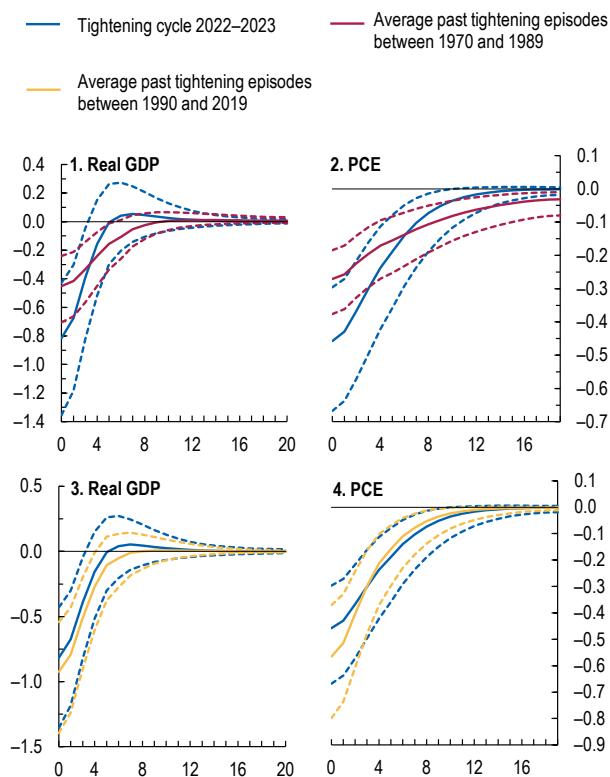 Tightening cycle 2022–2023
Average past tightening episodes
between 1970 and 1989
Average past tightening episodes
between 1990 and 2019
1. Real GDP
0.4
0.2
0.0
–0.2
–0.4
–0.6
–0.8
–1.0
–1.2
–1.4
0 4 8 12 16 20
2. PCE
0.1
0.0
–0.1
–0.2
–0.3
–0.4
–0.5
–0.6
–0.7
0 4 8 12 16
3. Real GDP
0.5
0.0
–0.5
–1.0
–1.5
0 4 8 12 16 20
4. PCE
0.1
0.0
–0.1
–0.2
–0.3
–0.4
–0.5
–0.6
–0.7
–0.8
–0.9
0 4 8 12 16